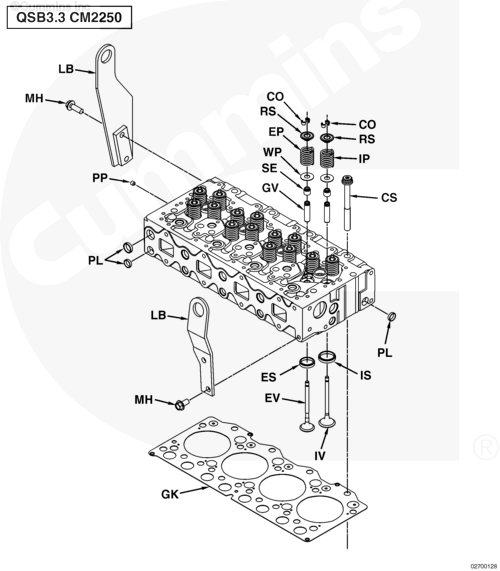 ©Cummins Inc
QSB3.3 CM2250
LB
MH
CO
CO
RS
RS
EP
IP
WP
SE
GV
CS
PP
PL
LB
PL
ES
IS
EV
MH
IV
GK
Cummins
®
02700128